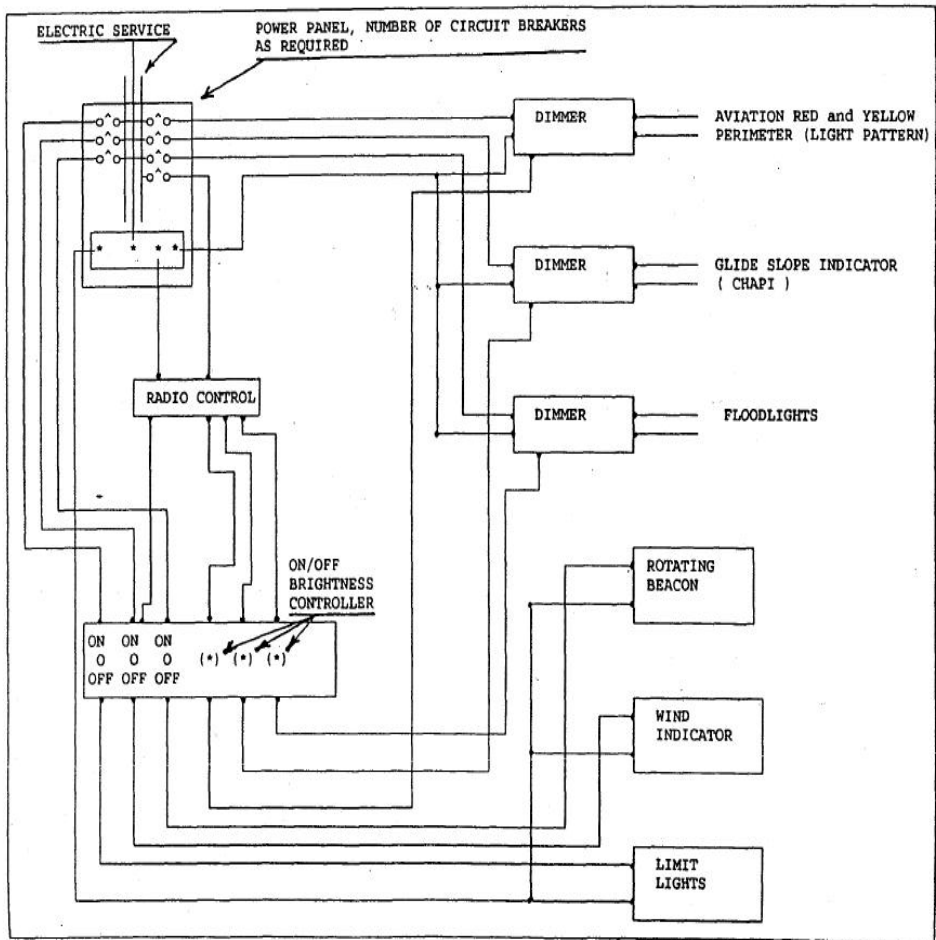 ELECTRIC SERVICE
POWER PANEL, NUMBER OF CIRCUIT BREAKERS
AS REQUIRED
DIMMER
AVIATION RED and YELLOW
PERIMETER (LIGHT PATTERN)
* * * *
DIMMER
GLIDE SLOPE INDICATOR
( CHAPI )
RADIO CONTROL
DIMMER
FLOODLIGHTS
ON/OFF
BRIGHTNESS
CONTROLLER
ROTATING
BEACON
ON ON ON
O O O (*) (*) (*)
OFF OFF OFF
WIND
INDICATOR
LIMIT
LIGHTS